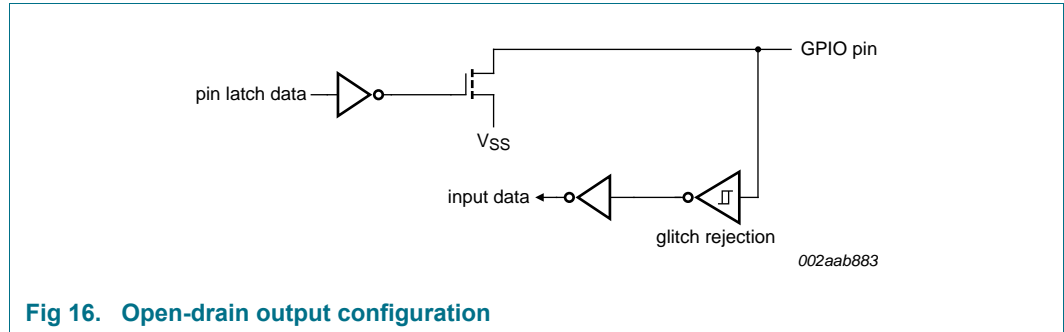 GPIO pin
pin latch data
VSS
input data
glitch rejection
002aab883
Fig 16. Open-drain output configuration